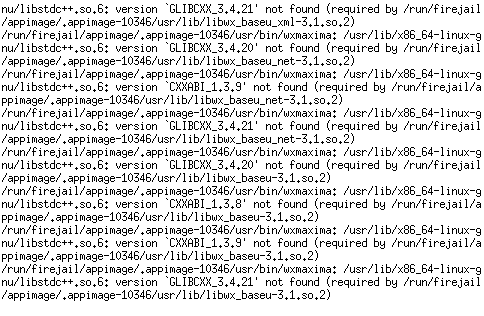 nu/libstdc++.so.6: version `GLIBCXX_3.4.21' not found (required by /run/firejail
/appimage/.appimage-10346/usr/lib/libwx_baseu_xml-3.1.so.2)
/run/firejail/appimage/.appimage-10346/usr/bin/wxmaxima: /usr/lib/x86_64-linux-g
nu/libstdc++.so.6: version `GLIBCXX_3.4.20' not found (required by /run/firejail
/appimage/.appimage-10346/usr/lib/libwx_baseu_net-3.1.so.2)
/run/firejail/appimage/.appimage-10346/usr/bin/wxmaxima: /usr/lib/x86_64-linux-g
nu/libstdc++.so.6: version `CXXABI_1.3.9' not found (required by /run/firejail/a
ppimage/.appimage-10346/usr/lib/libwx_baseu_net-3.1.so.2)
/run/firejail/appimage/.appimage-10346/usr/bin/wxmaxima: /usr/lib/x86_64-linux-g
nu/libstdc++.so.6: version `GLIBCXX_3.4.21' not found (required by /run/firejail
/appimage/.appimage-10346/usr/lib/libwx_baseu_net-3.1.so.2)
/run/firejail/appimage/.appimage-10346/usr/bin/wxmaxima: /usr/lib/x86_64-linux-g
nu/libstdc++.so.6: version `GLIBCXX_3.4.20' not found (required by /run/firejail
/appimage/.appimage-10346/usr/lib/libwx_baseu-3.1.so.2)
/run/firejail/appimage/.appimage-10346/usr/bin/wxmaxima: /usr/lib/x86_64-linux-g
nu/libstdc++.so.6: version `CXXABI_1.3.8' not found (required by /run/firejail/a
ppimage/.appimage-10346/usr/lib/libwx_baseu-3.1.so.2)
/run/firejail/appimage/.appimage-10346/usr/bin/wxmaxima: /usr/lib/x86_64-linux-g
nu/libstdc++.so.6: version `CXXABI_1.3.9' not found (required by /run/firejail/a
ppimage/.appimage-10346/usr/lib/libwx_baseu-3.1.so.2)
/run/firejail/appimage/.appimage-10346/usr/bin/wxmaxima: /usr/lib/x86_64-linux-g
nu/libstdc++.so.6: version `GLIBCXX_3.4.21' not found (required by /run/firejail
/appimage/.appimage-10346/usr/lib/libwx_baseu-3.1.so.2)